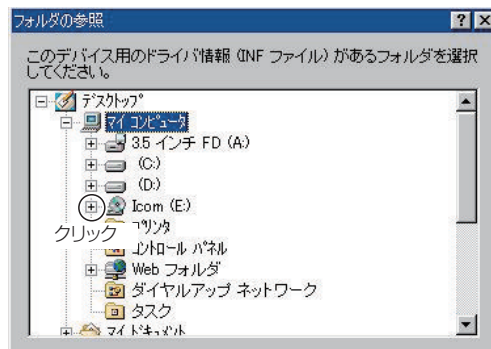 フォルダの参照
このデバイス用のドライバ情報 (INF ファイル) があるフォルダを選択
してください。
デスクトップ
マイ コンピュータ
3.5 インチ FD (A:)
(C:)
(D:)
Icom (E:)
クリック
プリンタ
コントロール パネル
Web フォルダ
ダイヤルアップ ネットワーク
タスク
マイ ドキュメント